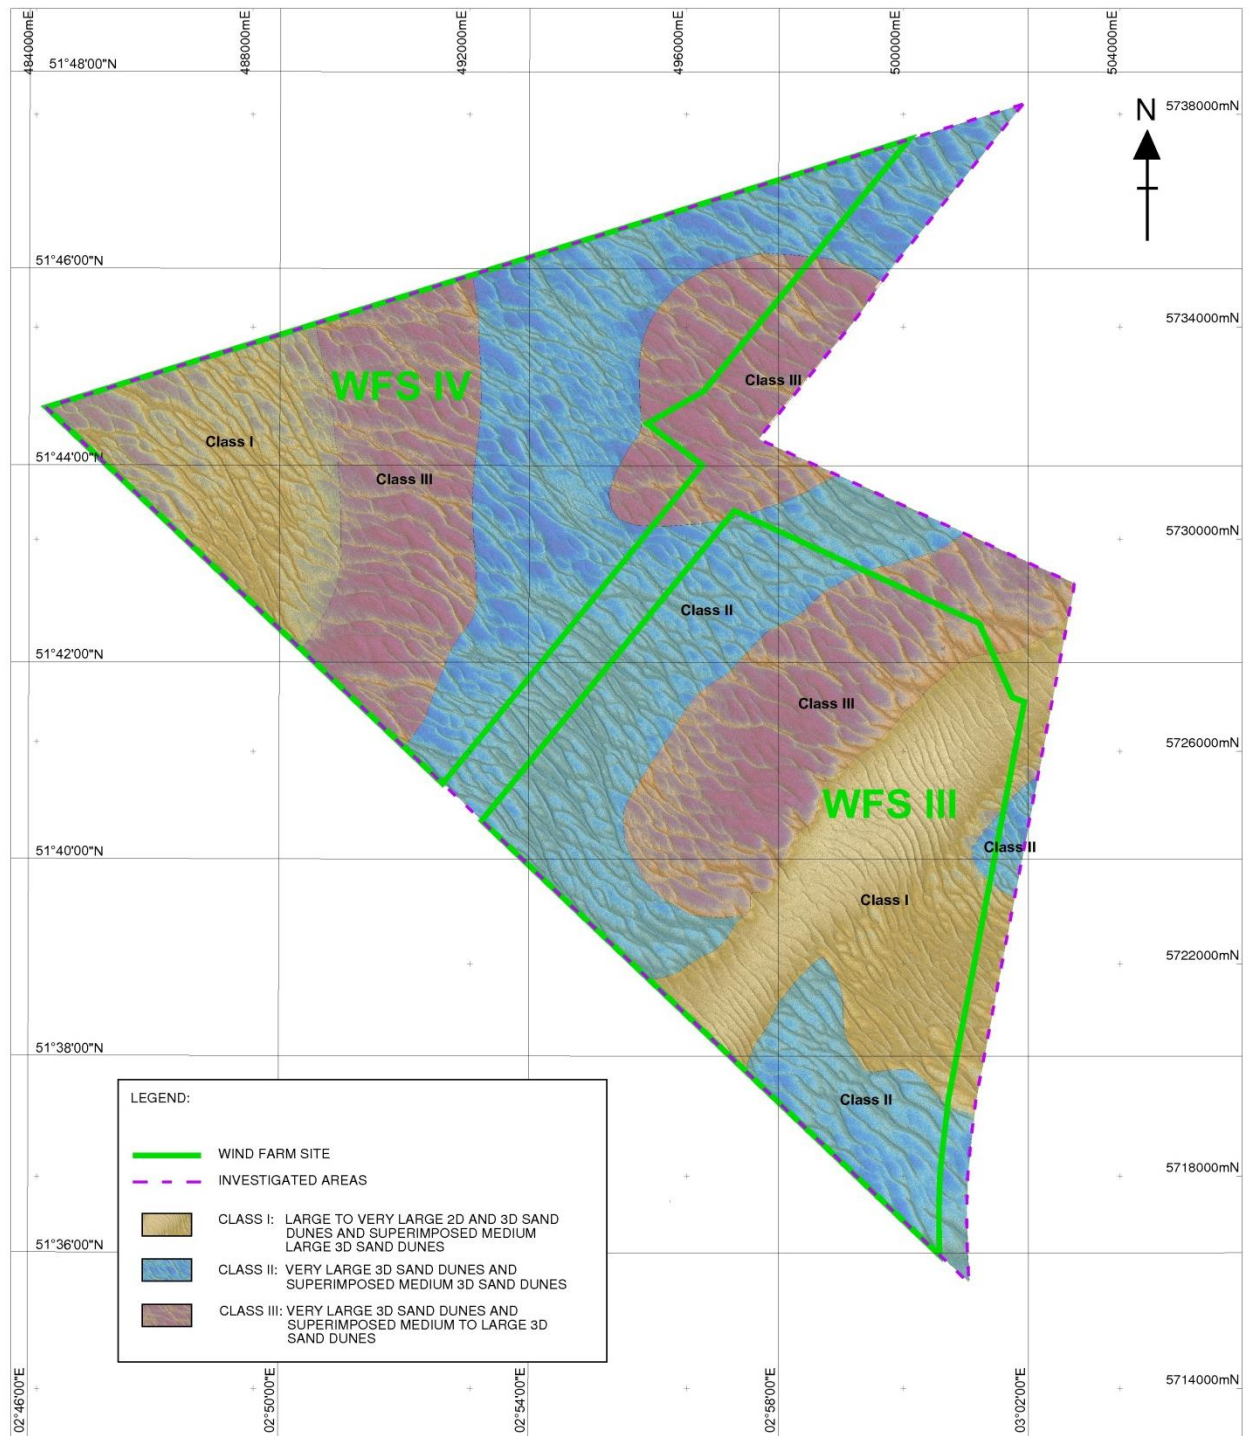 484000mE
488000mE
492000mE
496000mE
500000mE
504000mE
51°48'00"N
5738000mN
N
51°46'00"N
5734000mN
WFS IV
Class III
Class I
51°44'00"N
Class III
5730000mN
Class II
51°42'00"N
Class III
5726000mN
WFS III
Class II
51°40'00"N
Class I
5722000mN
51°38'00"N
Class II
LEGEND:
WIND FARM SITE
INVESTIGATED AREAS
5718000mN
CLASS I: LARGE TO VERY LARGE 2D AND 3D SAND
DUNES AND SUPERIMPOSED MEDIUM
LARGE 3D SAND DUNES
51°36'00"N
CLASS II: VERY LARGE 3D SAND DUNES AND
SUPERIMPOSED MEDIUM 3D SAND DUNES
CLASS III: VERY LARGE 3D SAND DUNES AND
SUPERIMPOSED MEDIUM TO LARGE 3D
SAND DUNES
5714000mN
02°46'00"E
02°50'00"E
02°54'00"E
02°58'00"E
03°02'00"E